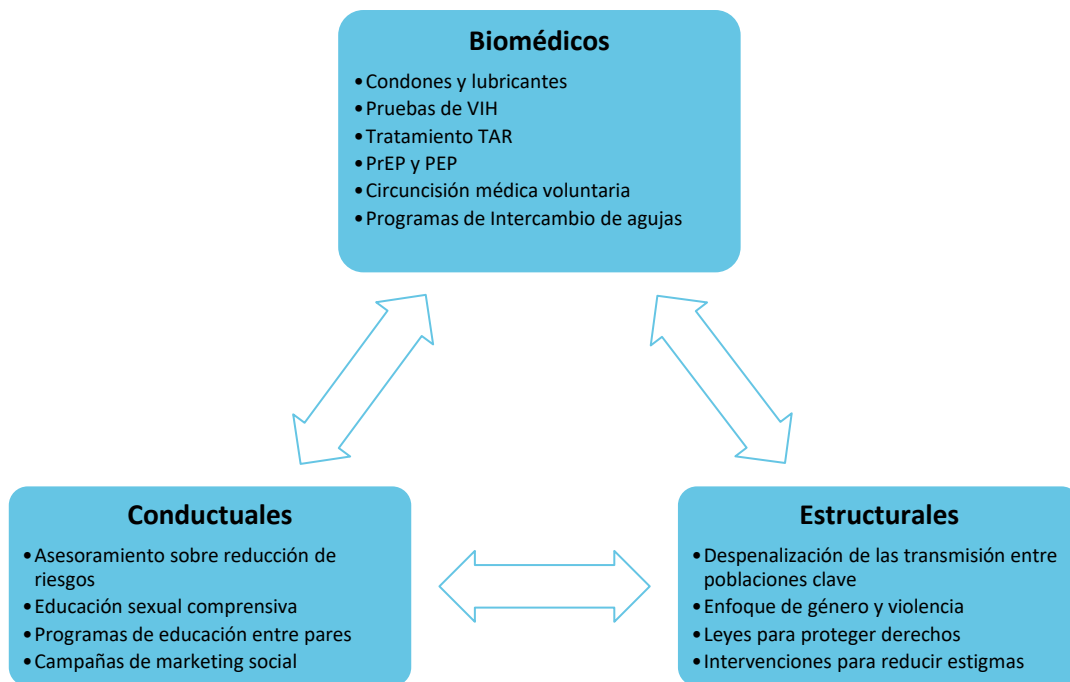 Biomédicos
•Condones y lubricantes
•Pruebas de VIH
•Tratamiento TAR
•PrEP y PEP
•Circuncisión médica voluntaria
•Programas de Intercambio de agujas
Conductuales
•Asesoramiento sobre reducción de
riesgos
•Educación sexual comprensiva
•Programas de educación entre pares
•Campañas de marketing social
Estructurales
•Despenalización de las transmisión entre
poblaciones clave
•Enfoque de género y violencia
•Leyes para proteger derechos
•Intervenciones para reducir estigmas